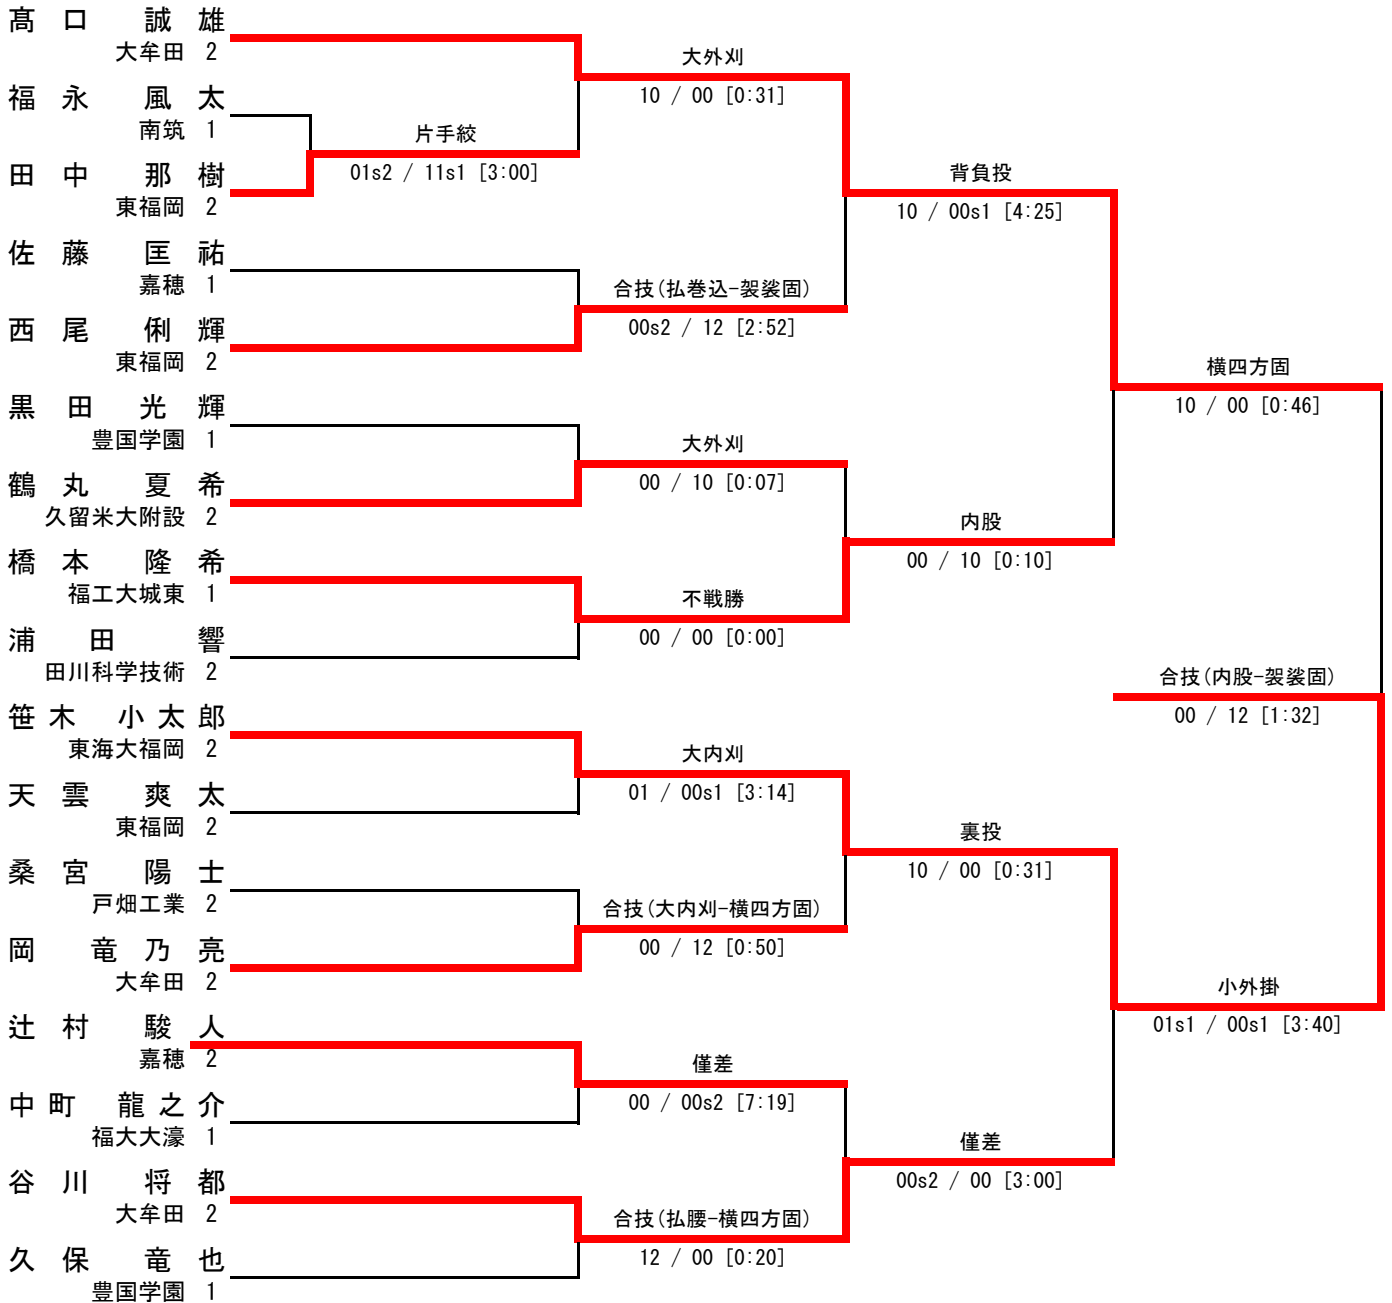 髙口 誠雄
大牟田 2
福永 風太
南筑 1
田中 那樹
東福岡 2
佐藤 匡祐
嘉穂 1
西尾 俐輝
東福岡 2
黒田 光輝
豊国学園 1
鶴丸 夏希
久留米大附設 2
橋本 隆希
福工大城東 1
浦田 響
田川科学技術 2
笹木 小太郎
東海大福岡 2
天雲 爽太
東福岡 2
桑宮 陽士
戸畑工業 2
岡 竜乃亮
大牟田 2
辻村 駿人
嘉穂 2
中町 龍之介
福大大濠 1
谷川 将都
大牟田 2
久保 竜也
豊国学園 1
片手絞
01s2 / 11s1 [3:00]
大外刈
10 / 00 [0:31]
合技(払巻込-袈裟固)
00s2 / 12 [2:52]
大外刈
00 / 10 [0:07]
不戦勝
00 / 00 [0:00]
大内刈
01 / 00s1 [3:14]
合技(大内刈-横四方固)
00 / 12 [0:50]
僅差
00 / 00s2 [7:19]
合技(払腰-横四方固)
12 / 00 [0:20]
背負投
10 / 00s1 [4:25]
内股
00 / 10 [0:10]
裏投
10 / 00 [0:31]
僅差
00s2 / 00 [3:00]
横四方固
10 / 00 [0:46]
小外掛
01s1 / 00s1 [3:40]
合技(内股-袈裟固)
00 / 12 [1:32]